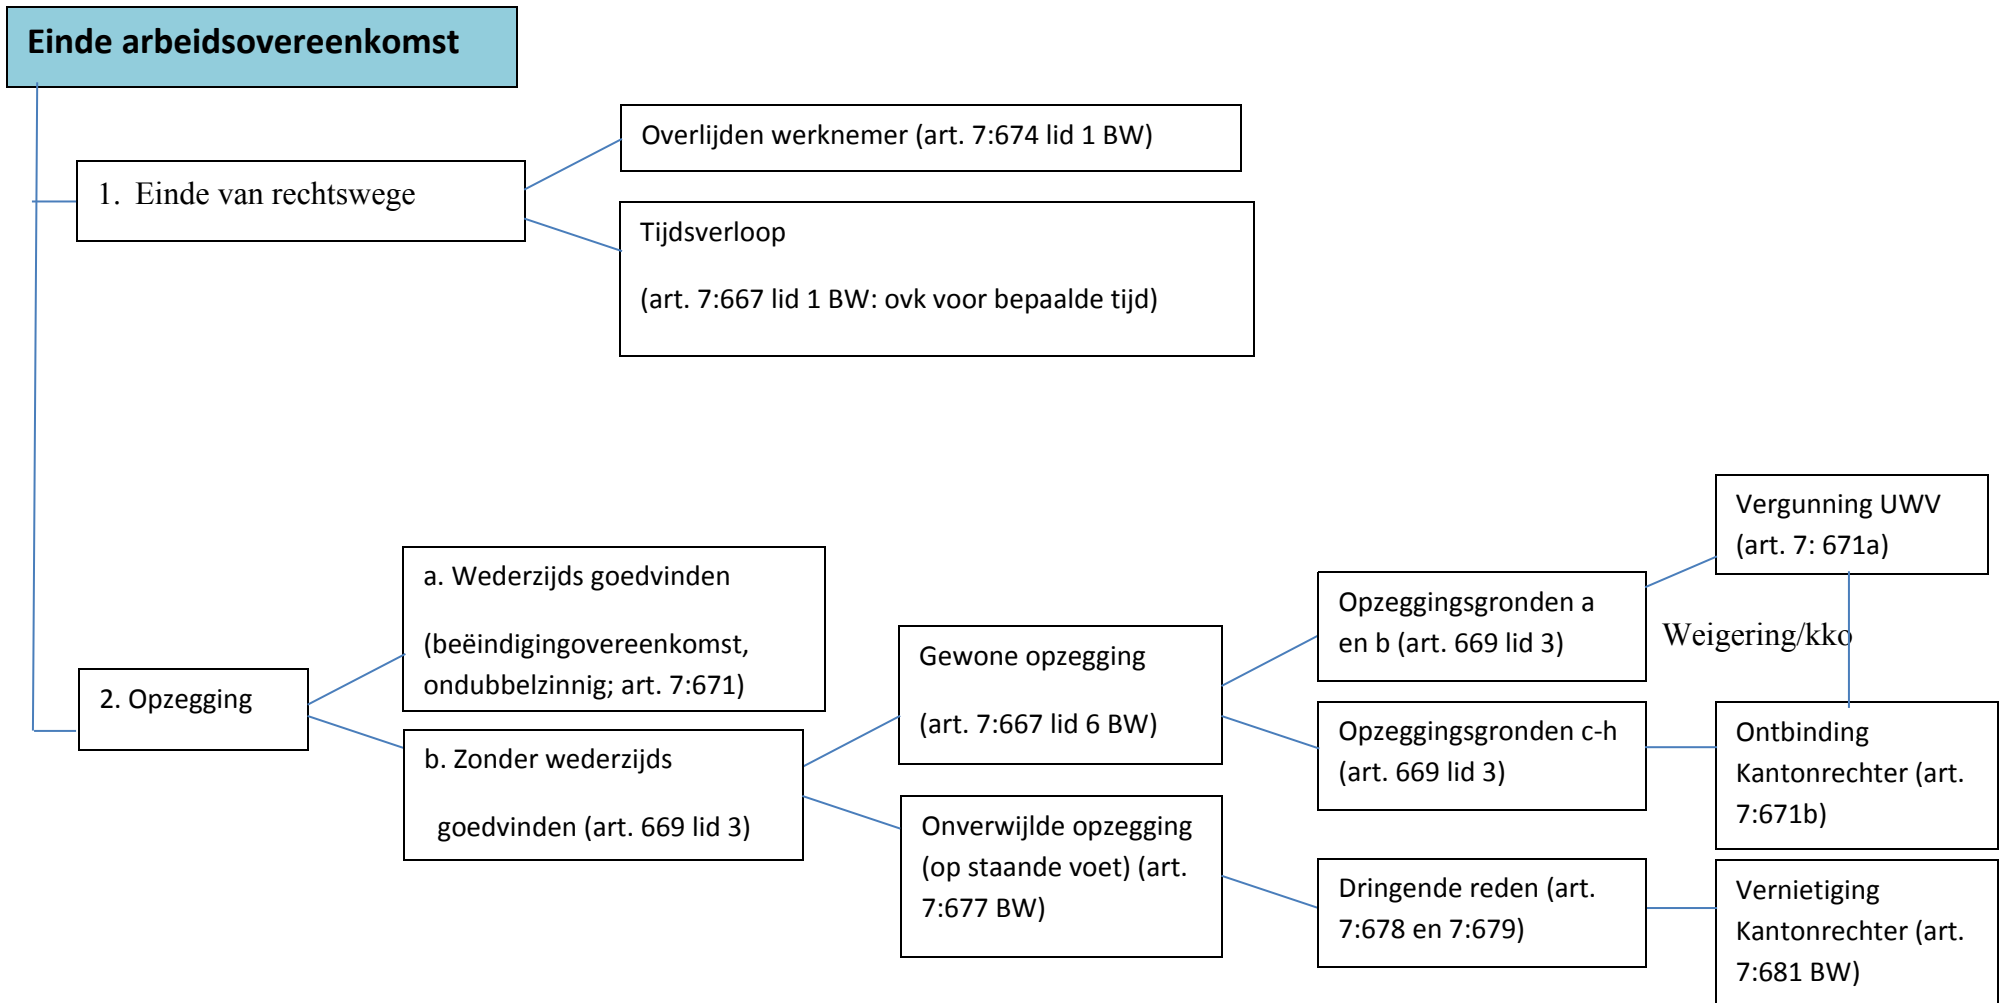 Einde arbeidsovereenkomst
Overlijden werknemer (art. 7:674 lid 1 BW)
1. Einde van rechtswege
Tijdsverloop
(art. 7:667 lid 1 BW: ovk voor bepaalde tijd)
2. Opzegging
a. Wederzijds goedvinden
(beëindigingovereenkomst,
ondubbelzinnig; art. 7:671)
b. Zonder wederzijds
goedvinden (art. 669 lid 3)
Gewone opzegging
(art. 7:667 lid 6 BW)
Onverwijlde opzegging
(op staande voet) (art.
7:677 BW)
Opzeggingsgronden a
en b (art. 669 lid 3)
Opzeggingsgronden c-h
(art. 669 lid 3)
Dringende reden (art.
7:678 en 7:679)
Vergunning UWV
(art. 7: 671a)
Weigering/kko
Ontbinding
Kantonrechter (art.
7:671b)
Vernietiging
Kantonrechter (art.
7:681 BW)